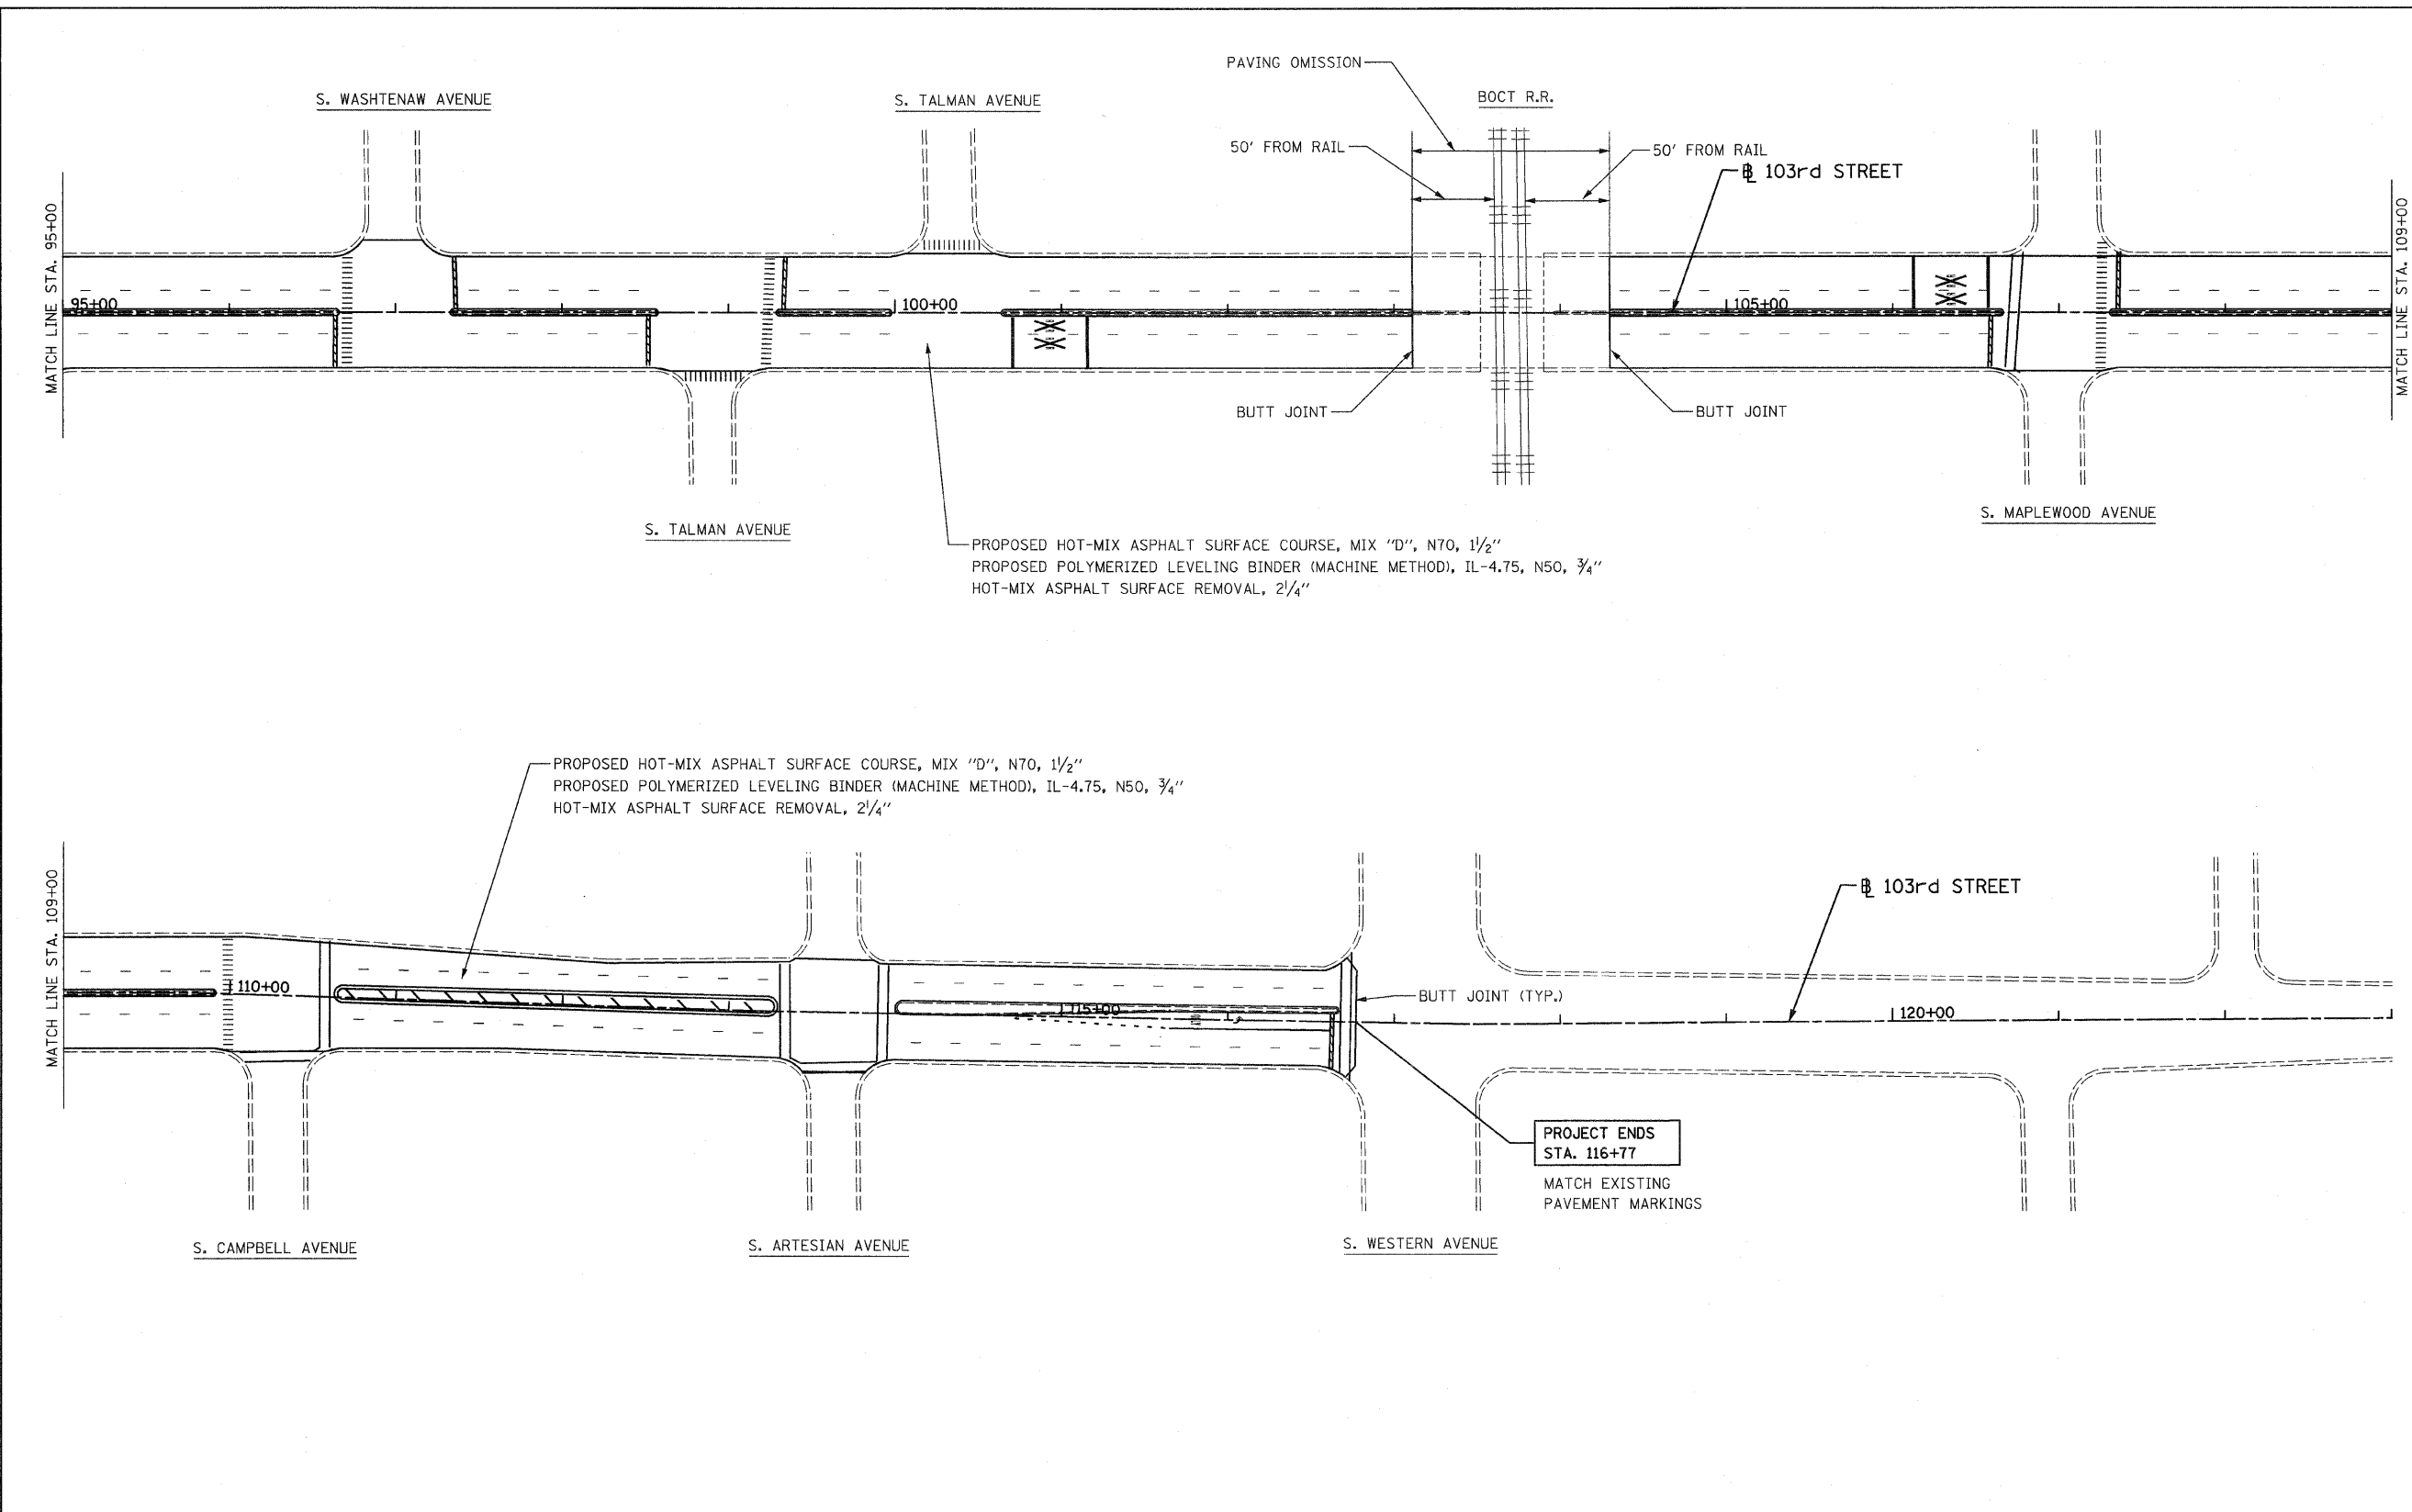 PAVING OMISSION
S. WASHTENAW AVENUE
S. TALMAN AVENUE
BOCT R.R.
50' FROM RAIL
50' FROM RAIL
℄ 103rd STREET
MATCH LINE STA. 95+00
95+00
100+00
105+00
MATCH LINE STA. 109+00
BUTT JOINT
BUTT JOINT
S. TALMAN AVENUE
S. MAPLEWOOD AVENUE
PROPOSED HOT-MIX ASPHALT SURFACE COURSE, MIX "D", N70, 1½"
PROPOSED POLYMERIZED LEVELING BINDER (MACHINE METHOD), IL-4.75, N50, ¾"
HOT-MIX ASPHALT SURFACE REMOVAL, 2¼"
PROPOSED HOT-MIX ASPHALT SURFACE COURSE, MIX "D", N70, 1½"
PROPOSED POLYMERIZED LEVELING BINDER (MACHINE METHOD), IL-4.75, N50, ¾"
HOT-MIX ASPHALT SURFACE REMOVAL, 2¼"
MATCH LINE STA. 109+00
℄ 103rd STREET
110+00
115+00
BUTT JOINT (TYP.)
120+00
PROJECT ENDS
STA. 116+77
MATCH EXISTING
PAVEMENT MARKINGS
S. CAMPBELL AVENUE
S. ARTESIAN AVENUE
S. WESTERN AVENUE